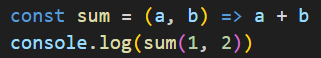 const sum = (a, b) => a + b
console.log(sum(1, 2))